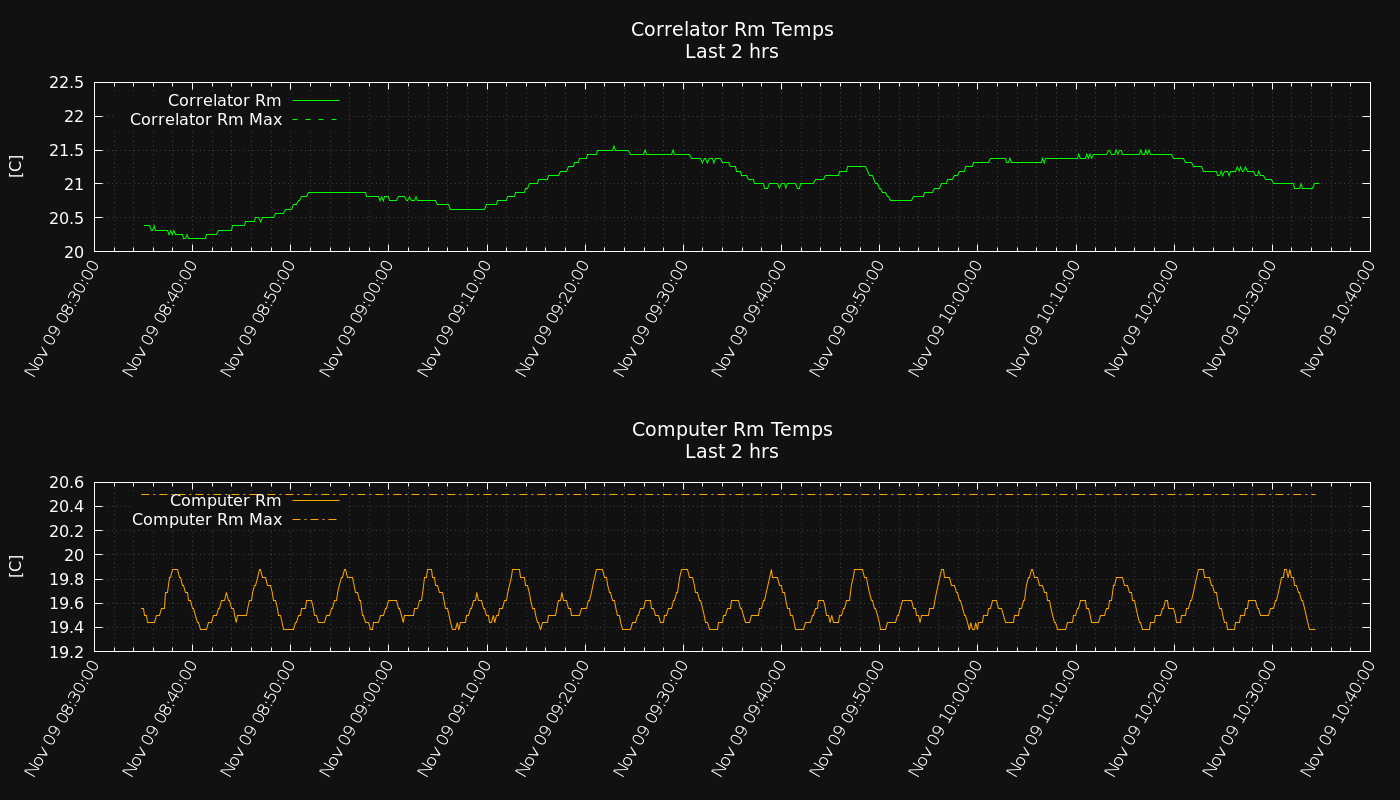 Correlator Rm Temps
Last 2 hrs
22.5
22
21.5
21
20.5
20
[C]
Correlator Rm
Correlator Rm Max
Nov 09 08:30:00
Nov 09 08:40:00
Nov 09 08:50:00
Nov 09 09:00:00
Nov 09 09:10:00
Nov 09 09:20:00
Nov 09 09:30:00
Nov 09 09:40:00
Nov 09 09:50:00
Nov 09 10:00:00
Nov 09 10:10:00
Nov 09 10:20:00
Nov 09 10:30:00
Nov 09 10:40:00
Computer Rm Temps
Last 2 hrs
20.6
20.4
20.2
20
19.8
19.6
19.4
19.2
[C]
Computer Rm
Computer Rm Max
Nov 09 08:30:00
Nov 09 08:40:00
Nov 09 08:50:00
Nov 09 09:00:00
Nov 09 09:10:00
Nov 09 09:20:00
Nov 09 09:30:00
Nov 09 09:40:00
Nov 09 09:50:00
Nov 09 10:00:00
Nov 09 10:10:00
Nov 09 10:20:00
Nov 09 10:30:00
Nov 09 10:40:00